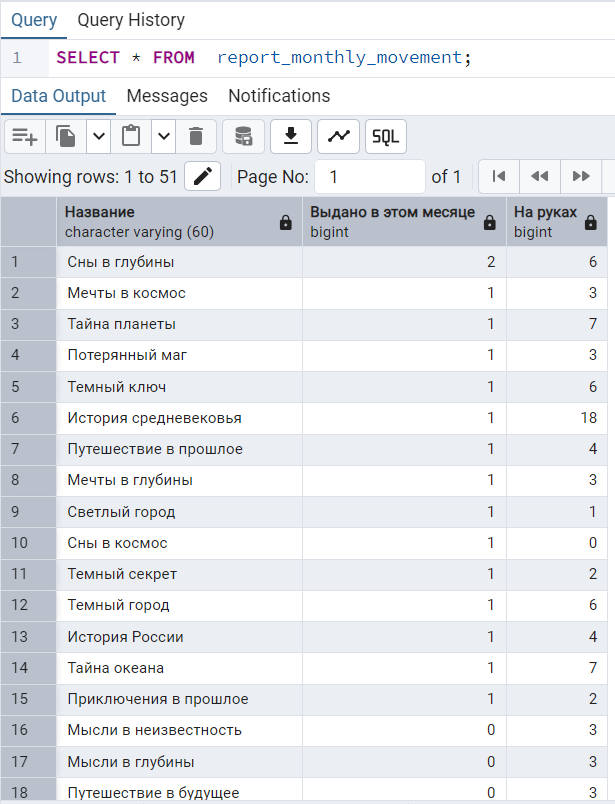 Query Query History
1 SELECT * FROM report_monthly_movement;
Data Output Messages Notifications
SQL
Showing rows: 1 to 51 Page No: 1 of 1
Название Выдано в этом месяце На руках
character varying (60) bigint bigint
1 Сны в глубины 2 6
2 Мечты в космос 1 3
3 Тайна планеты 1 7
4 Потерянный маг 1 3
5 Темный ключ 1 6
6 История средневековья 1 18
7 Путешествие в прошлое 1 4
8 Мечты в глубины 1 3
9 Светлый город 1 1
10 Сны в космос 1 0
11 Темный секрет 1 2
12 Темный город 1 6
13 История России 1 4
14 Тайна океана 1 7
15 Приключения в прошлое 1 2
16 Мысли в неизвестность 0 3
17 Мысли в глубины 0 3
18 Путешествие в будущее 0 3